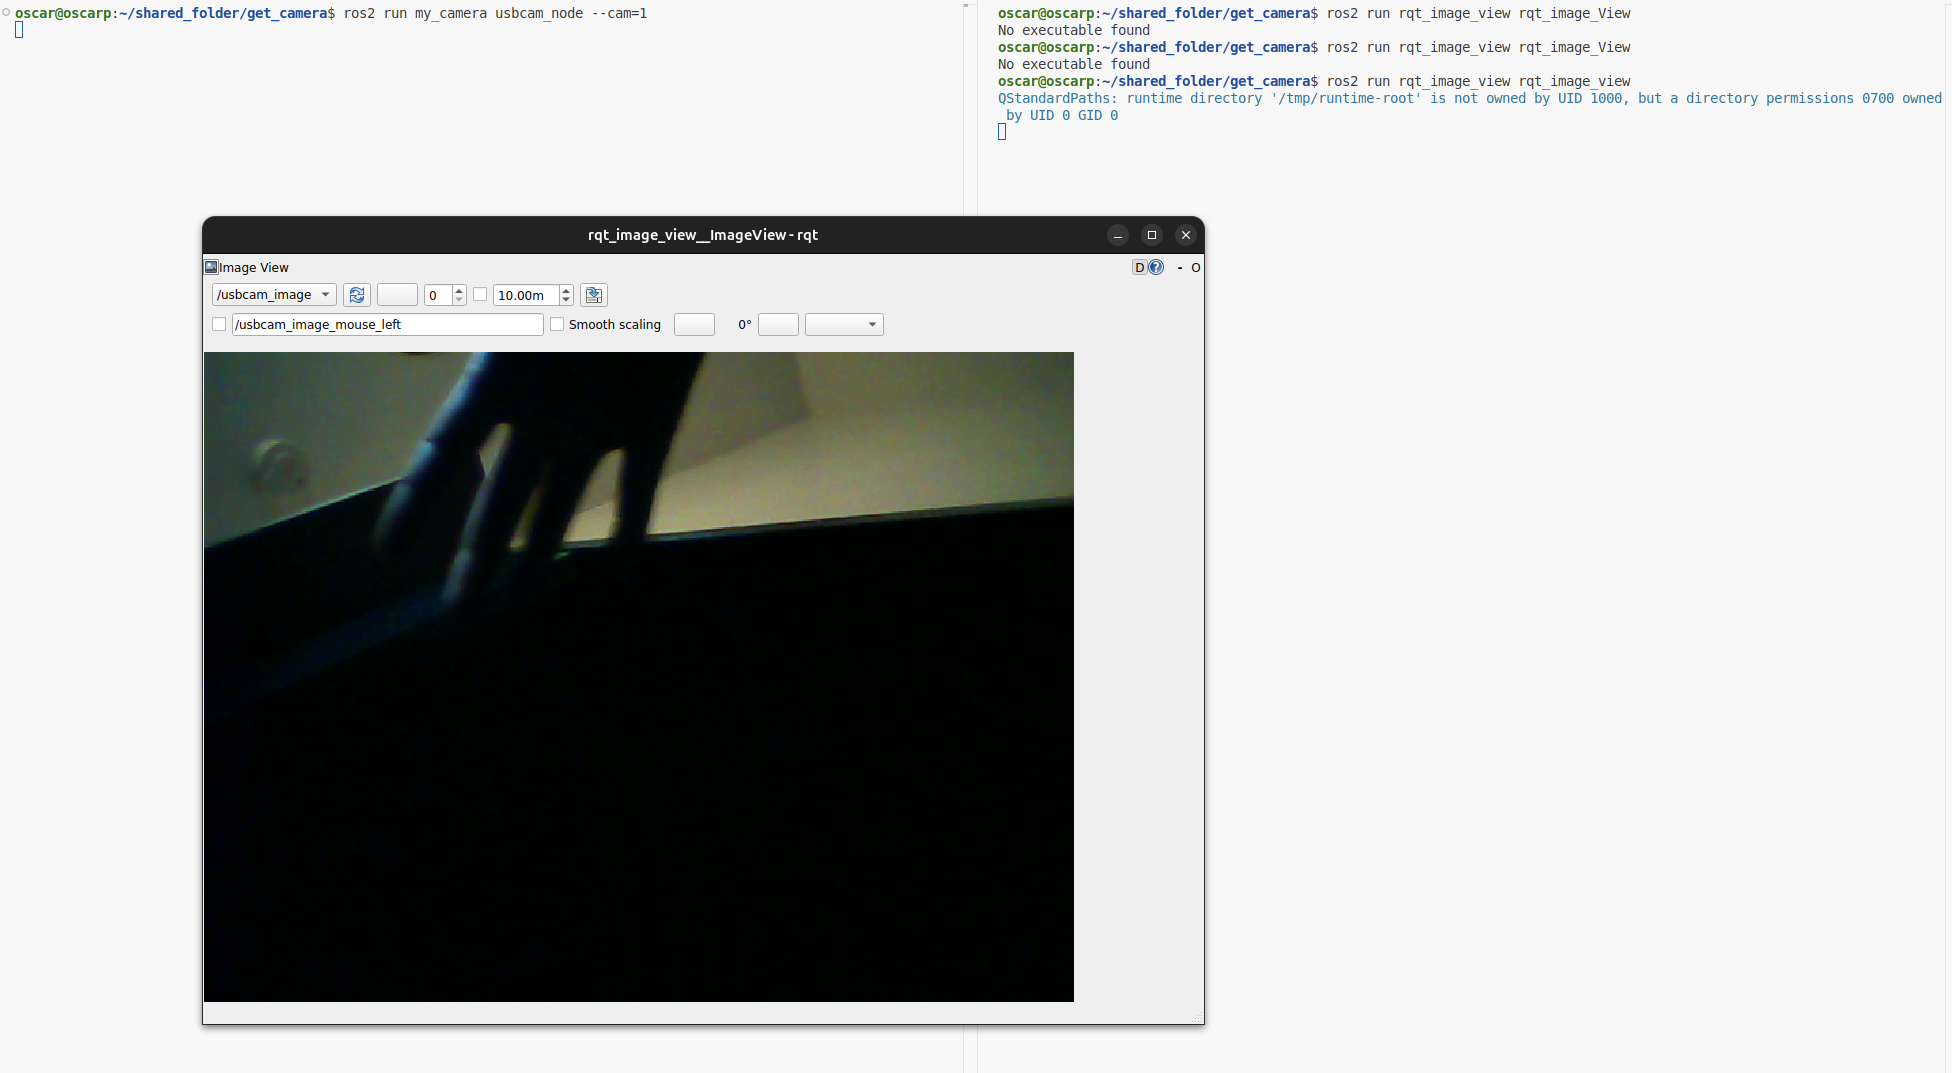 oscar@oscarp:~/shared_folder/get_camera$ ros2 run my_camera usbcam_node --cam=1
oscar@oscarp:~/shared_folder/get_camera$ ros2 run rqt_image_view rqt_image_View
No executable found
oscar@oscarp:~/shared_folder/get_camera$ ros2 run rqt_image_view rqt_image_View
No executable found
oscar@oscarp:~/shared_folder/get_camera$ ros2 run rqt_image_view rqt_image_view
QStandardPaths: runtime directory '/tmp/runtime-root' is not owned by UID 1000, but a directory permissions 0700 owned
by UID 0 GID 0
rqt_image_view__ImageView - rqt
Image View
D ? - O
/usbcam_image 0 10.00m
/usbcam_image_mouse_left Smooth scaling 0°